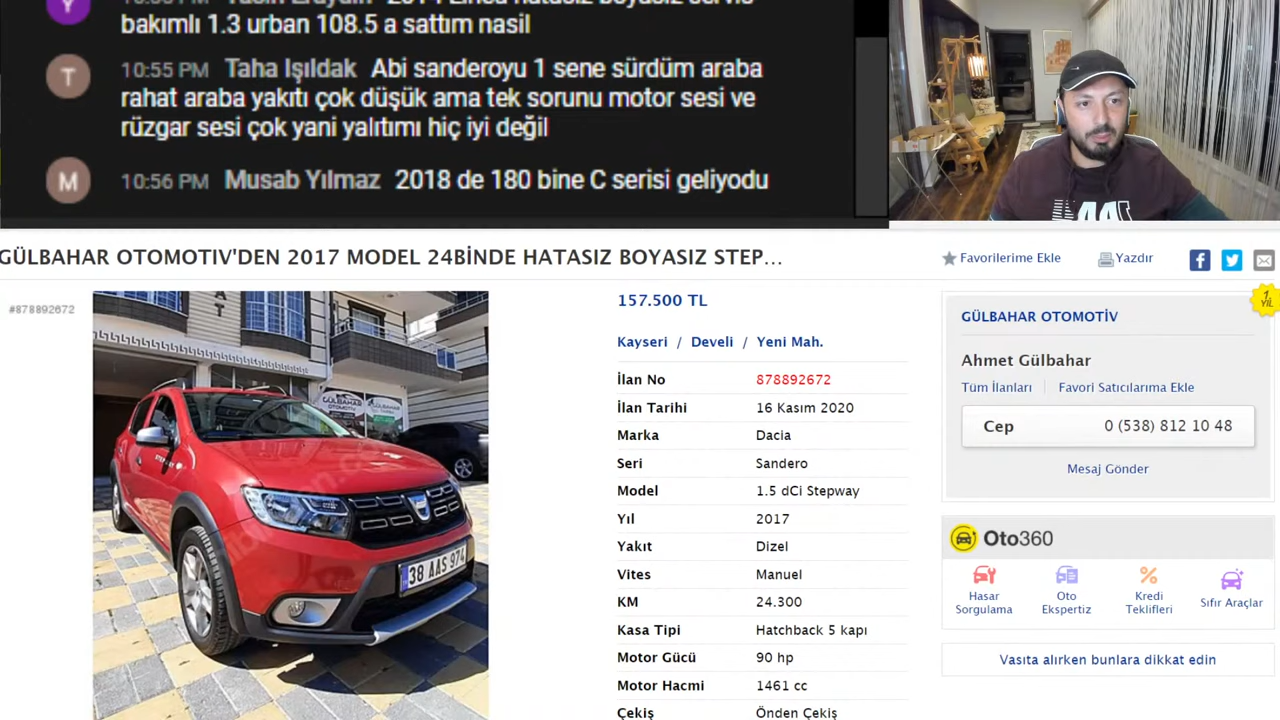 bakımlı 1.3 urban 108.5 a sattım nasil
T
10:55 PM Taha Işıldak Abi sanderoyu 1 sene sürdüm araba
rahat araba yakıtı çok düşük ama tek sorunu motor sesi ve
rüzgar sesi çok yani yalıtımı hiç iyi değil
M
10:56 PM Musab Yılmaz 2018 de 180 bine C serisi geliyodu
GÜLBAHAR OTOMOTIV'DEN 2017 MODEL 24BİNDE HATASIZ BOYASIZ STEP...
Favorilerime Ekle
Yazdır
#878892672
157.500 TL
Kayseri / Develi / Yeni Mah.
İlan No 878892672
İlan Tarihi 16 Kasım 2020
Marka Dacia
Seri Sandero
Model 1.5 dCi Stepway
Yıl 2017
Yakıt Dizel
Vites Manuel
KM 24.300
Kasa Tipi Hatchback 5 kapı
Motor Gücü 90 hp
Motor Hacmi 1461 cc
Çekiş Önden Çekiş
1.
YIL
GÜLBAHAR OTOMOTİV
Ahmet Gülbahar
Tüm İlanları
Favori Satıcılarıma Ekle
Cep 0 (538) 812 10 48
Mesaj Gönder
Oto360
Hasar
Sorgulama
Oto
Ekspertiz
Kredi
Teklifleri
Sıfır Araçlar
Vasıta alırken bunlara dikkat edin
GÜLBAHAR
OTOMOTİV
38 AAS 974